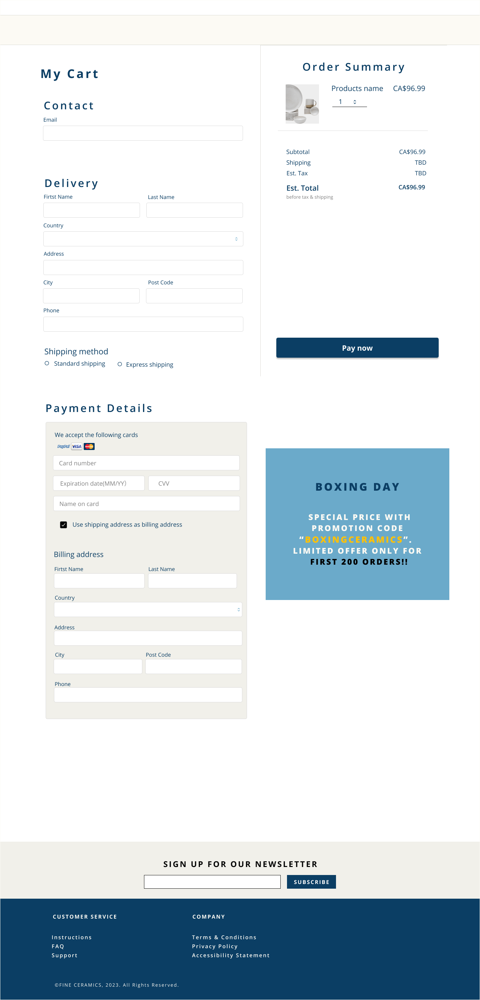 My Cart
Contact
Email
Delivery
Firtst Name
Last Name
Country
Address
City
Post Code
Phone
Shipping method
Standard shipping
Express shipping
Order Summary
Products name CA$96.99
1
Subtotal CA$96.99
Shipping TBD
Est. Tax TBD
Est. Total CA$96.99
before tax & shipping
Pay now
Payment Details
We accept the following cards
PayPal VISA MasterCard
Card number
Expiration date(MM/YY)
CVV
Name on card
Use shipping address as billing address
Billing address
Firtst Name
Last Name
Country
Address
City
Post Code
Phone
BOXING DAY
SPECIAL PRICE WITH
PROMOTION CODE
“BOXINGCERAMICS”.
LIMITED OFFER ONLY FOR
FIRST 200 ORDERS!!
SIGN UP FOR OUR NEWSLETTER
SUBSCRIBE
CUSTOMER SERVICE
Instructions
FAQ
Support
COMPANY
Terms & Conditions
Privacy Policy
Accessibility Statement
©FINE CERAMICS, 2023. All Rights Reserved.